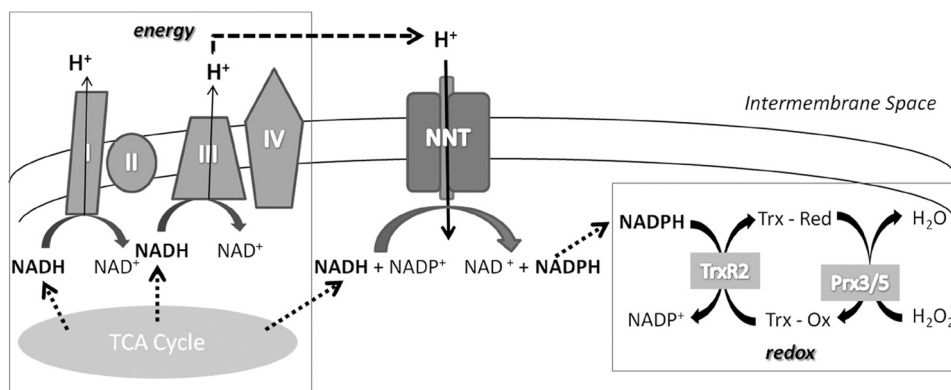 energy
H+
H+
H+
Intermembrane Space
I
II
III
IV
NNT
NADH
NAD+
NADH
NAD+
NADH + NADP+
NAD + + NADPH
TCA Cycle
NADPH
Trx - Red
H2O
TrxR2
Prx3/5
NADP+
Trx - Ox
H2O2
redox